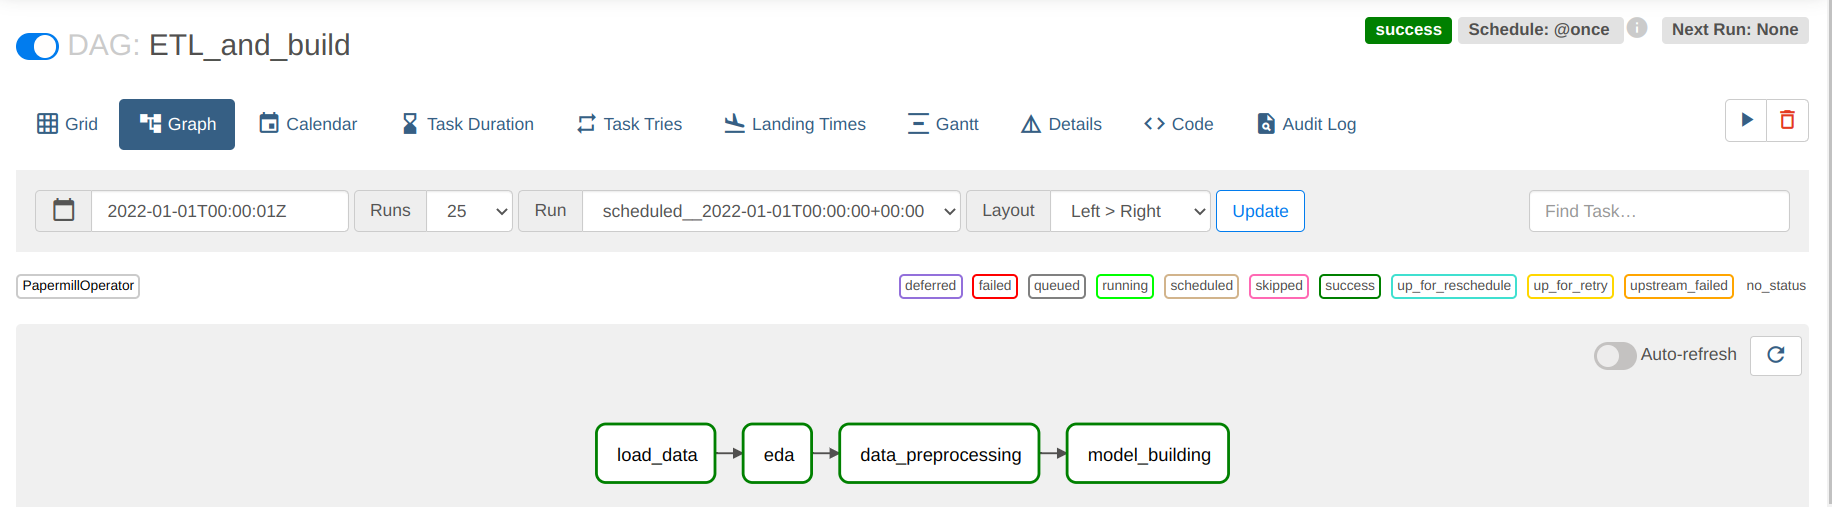 DAG: ETL_and_build
success Schedule: @once Next Run: None
Grid Graph Calendar Task Duration Task Tries Landing Times Gantt Details Code Audit Log
2022-01-01T00:00:01Z Runs 25 Run scheduled__2022-01-01T00:00:00+00:00 Layout Left > Right Update Find Task…
PapermillOperator deferred failed queued running scheduled skipped success up_for_reschedule up_for_retry upstream_failed no_status
Auto-refresh
load_data eda data_preprocessing model_building